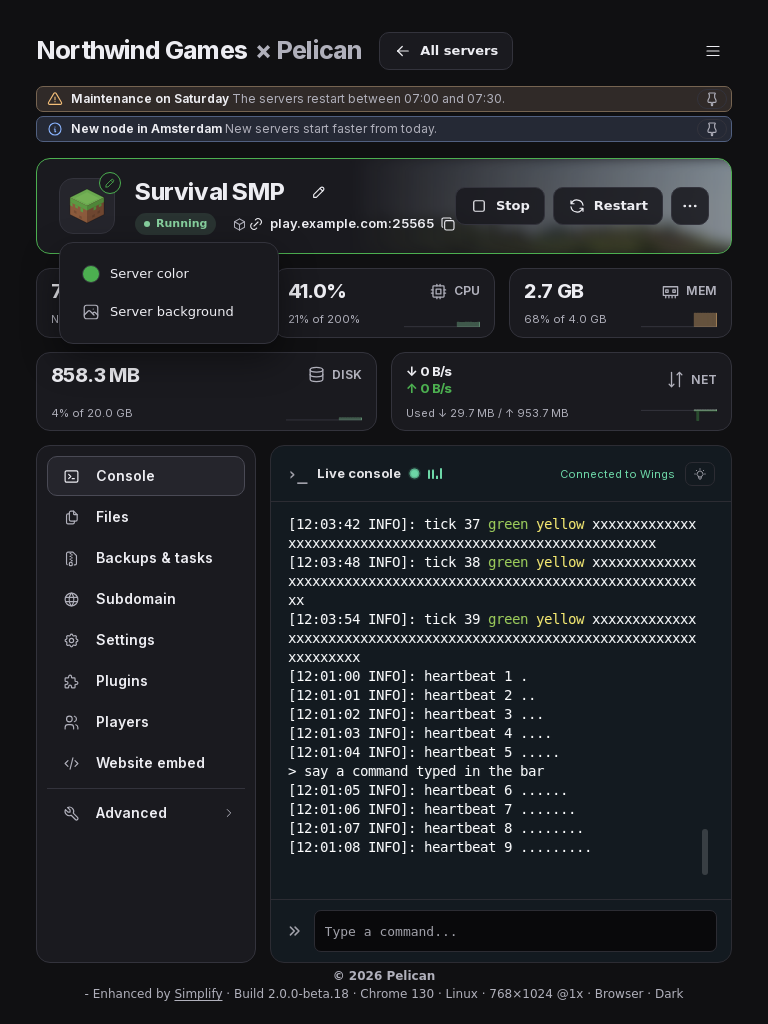 Northwind Games × Pelican
All servers
Maintenance on Saturday The servers restart between 07:00 and 07:30.
New node in Amsterdam New servers start faster from today.
Survival SMP
Running
play.example.com:25565
Stop
Restart
Server color
Server background
7
N
41.0%
CPU
21% of 200%
2.7 GB
MEM
68% of 4.0 GB
858.3 MB
DISK
4% of 20.0 GB
↓ 0 B/s
↑ 0 B/s
NET
Used ↓ 29.7 MB / ↑ 953.7 MB
Console
Files
Backups & tasks
Subdomain
Settings
Plugins
Players
Website embed
Advanced
Live console
Connected to Wings
[12:03:42 INFO]: tick 37 green yellow xxxxxxxxxxxxx
xxxxxxxxxxxxxxxxxxxxxxxxxxxxxxxxxxxxxxxxxxxxxx
[12:03:48 INFO]: tick 38 green yellow xxxxxxxxxxxxx
xxxxxxxxxxxxxxxxxxxxxxxxxxxxxxxxxxxxxxxxxxxxxxxxxxx
xx
[12:03:54 INFO]: tick 39 green yellow xxxxxxxxxxxxx
xxxxxxxxxxxxxxxxxxxxxxxxxxxxxxxxxxxxxxxxxxxxxxxxxxx
xxxxxxxxx
[12:01:00 INFO]: heartbeat 1 .
[12:01:01 INFO]: heartbeat 2 ..
[12:01:02 INFO]: heartbeat 3 ...
[12:01:03 INFO]: heartbeat 4 ....
[12:01:04 INFO]: heartbeat 5 .....
> say a command typed in the bar
[12:01:05 INFO]: heartbeat 6 ......
[12:01:06 INFO]: heartbeat 7 .......
[12:01:07 INFO]: heartbeat 8 ........
[12:01:08 INFO]: heartbeat 9 .........
Type a command...
© 2026 Pelican
- Enhanced by Simplify · Build 2.0.0-beta.18 · Chrome 130 · Linux · 768×1024 @1x · Browser · Dark